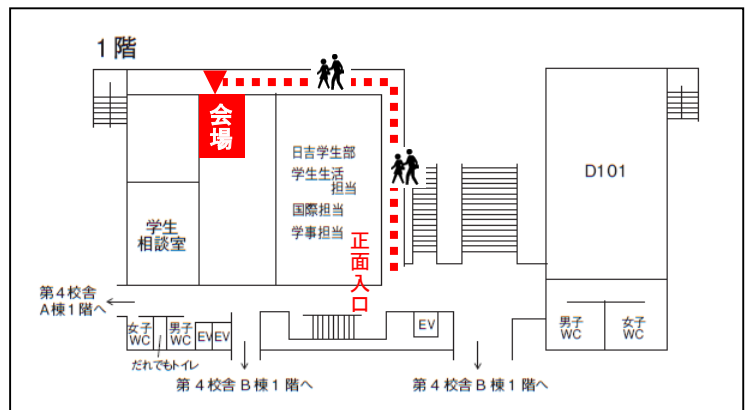 1階
会
場
日吉学生部
学生生活
担当
国際担当
学事担当
D101
学生
相談室
正
面
入
口
第4校舎
A棟1階へ
女子
WC
男子
WC
EV
EV
EV
男子
WC
女子
WC
だれでもトイレ
第4校舎B棟1階へ
第4校舎B棟1階へ